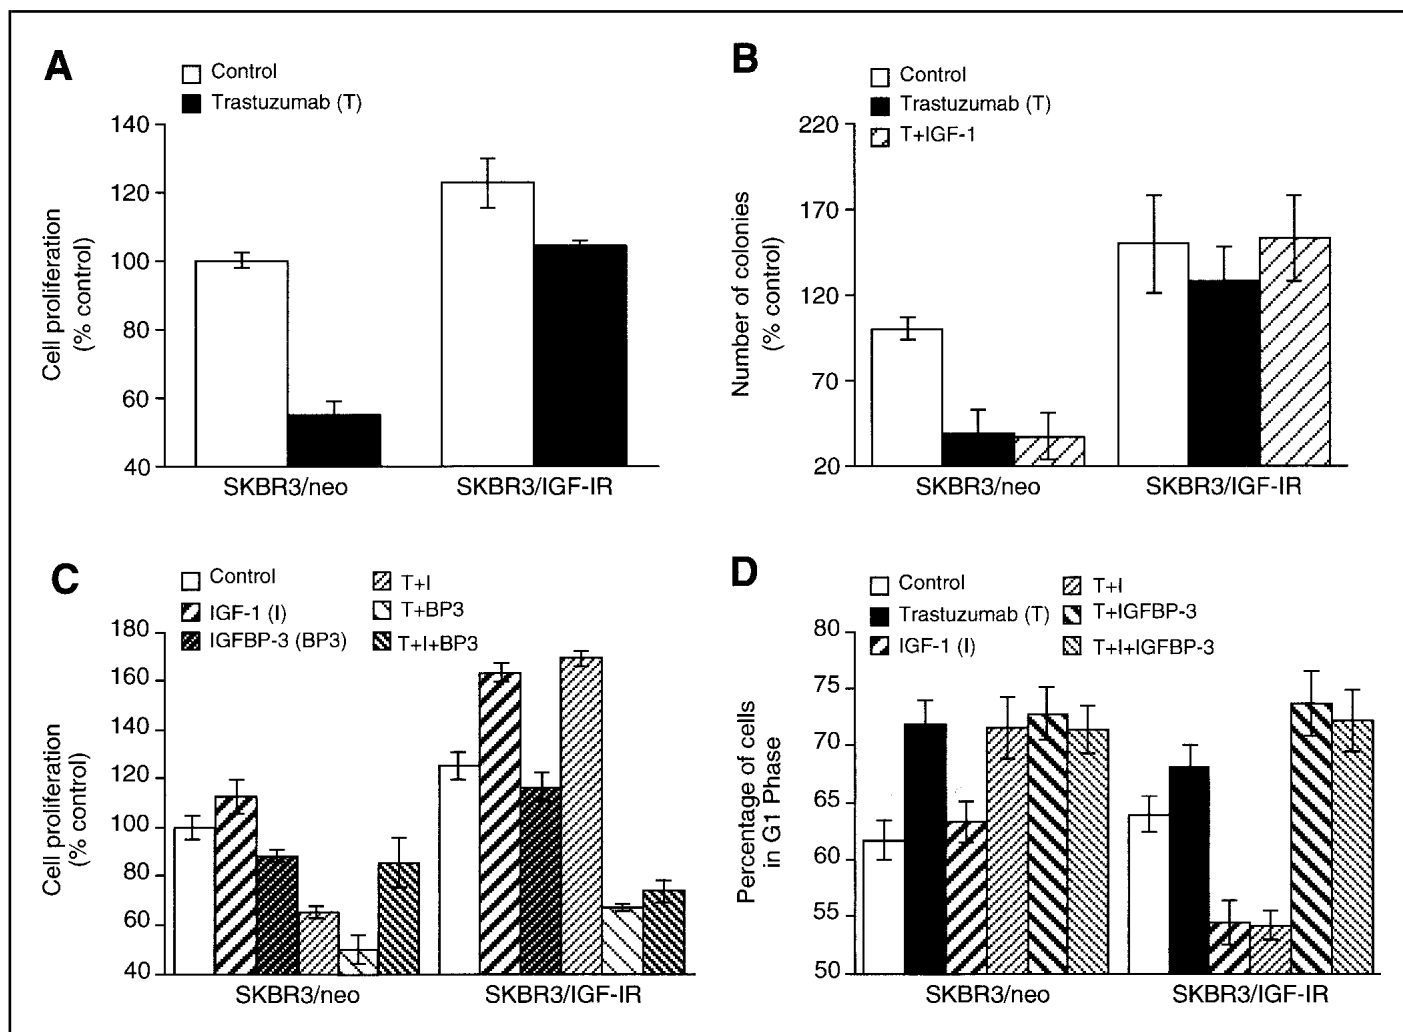 A
Control
Trastuzumab (T)
140
120
100
80
60
40
Cell proliferation
(% control)
SKBR3/neo
SKBR3/IGF-IR
B
Control
Trastuzumab (T)
T+IGF-1
220
170
120
70
20
Number of colonies
(% control)
SKBR3/neo
SKBR3/IGF-IR
C
Control
IGF-1 (I)
IGFBP-3 (BP3)
T+I
T+BP3
T+I+BP3
180
160
140
120
100
80
60
40
Cell proliferation
(% control)
SKBR3/neo
SKBR3/IGF-IR
D
Control
Trastuzumab (T)
IGF-1 (I)
T+I
T+IGFBP-3
T+I+IGFBP-3
80
75
70
65
60
55
50
Percentage of cells
in G1 Phase
SKBR3/neo
SKBR3/IGF-IR